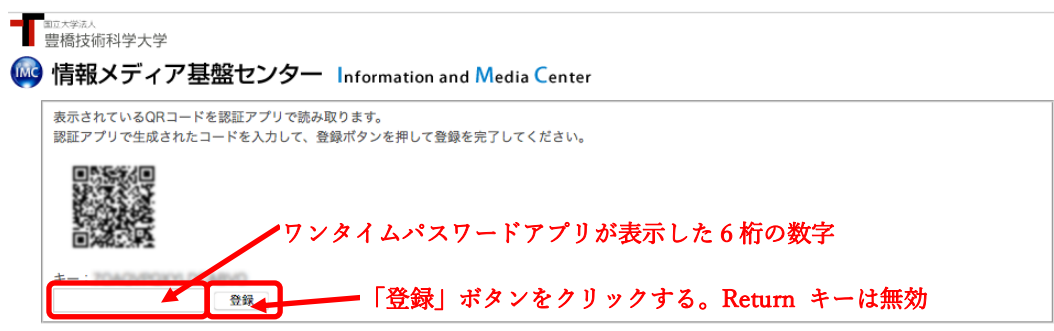 国立大学法人
豊橋技術科学大学
IMC 情報メディア基盤センター Information and Media Center
表示されているQRコードを認証アプリで読み取ります。
認証アプリで生成されたコードを入力して、登録ボタンを押して登録を完了してください。
ワンタイムパスワードアプリが表示した6桁の数字
キー：
登録
「登録」ボタンをクリックする。Return キーは無効